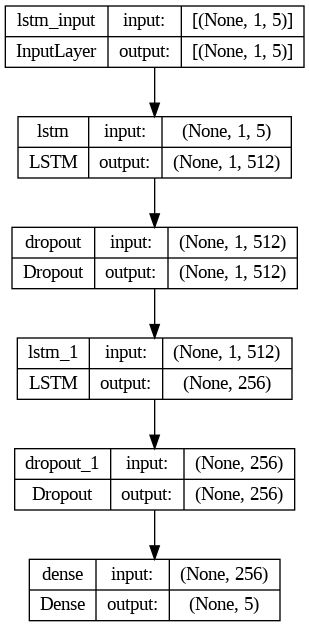 lstm_input input: [(None, 1, 5)]
InputLayer output: [(None, 1, 5)]
lstm input: (None, 1, 5)
LSTM output: (None, 1, 512)
dropout input: (None, 1, 512)
Dropout output: (None, 1, 512)
lstm_1 input: (None, 1, 512)
LSTM output: (None, 256)
dropout_1 input: (None, 256)
Dropout output: (None, 256)
dense input: (None, 256)
Dense output: (None, 5)